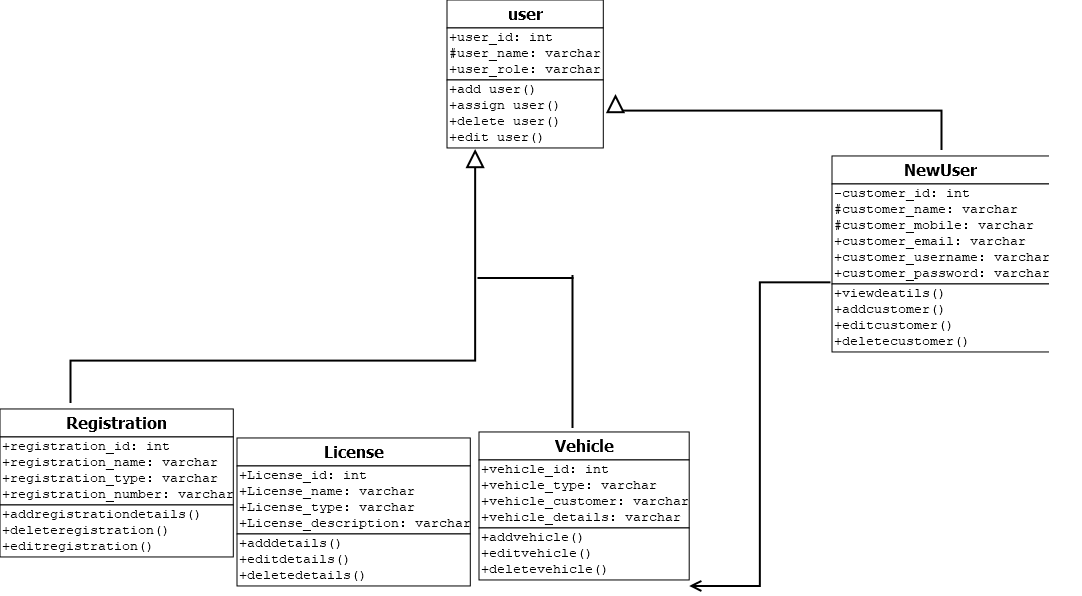 user
+user_id: int
#user_name: varchar
+user_role: varchar
+add user()
+assign user()
+delete user()
+edit user()
NewUser
-customer_id: int
#customer_name: varchar
#customer_mobile: varchar
+customer_email: varchar
+customer_username: varchar
+customer_password: varchar
+viewdeatils()
+addcustomer()
+editcustomer()
+deletecustomer()
Registration
+registration_id: int
+registration_name: varchar
+registration_type: varchar
+registration_number: varchar
+addregistrationdetails()
+deleteregistration()
+editregistration()
License
+License_id: int
+License_name: varchar
+License_type: varchar
+License_description: varchar
+adddetails()
+editdetails()
+deletedetails()
Vehicle
+vehicle_id: int
+vehicle_type: varchar
+vehicle_customer: varchar
+vehicle_details: varchar
+addvehicle()
+editvehicle()
+deletevehicle()